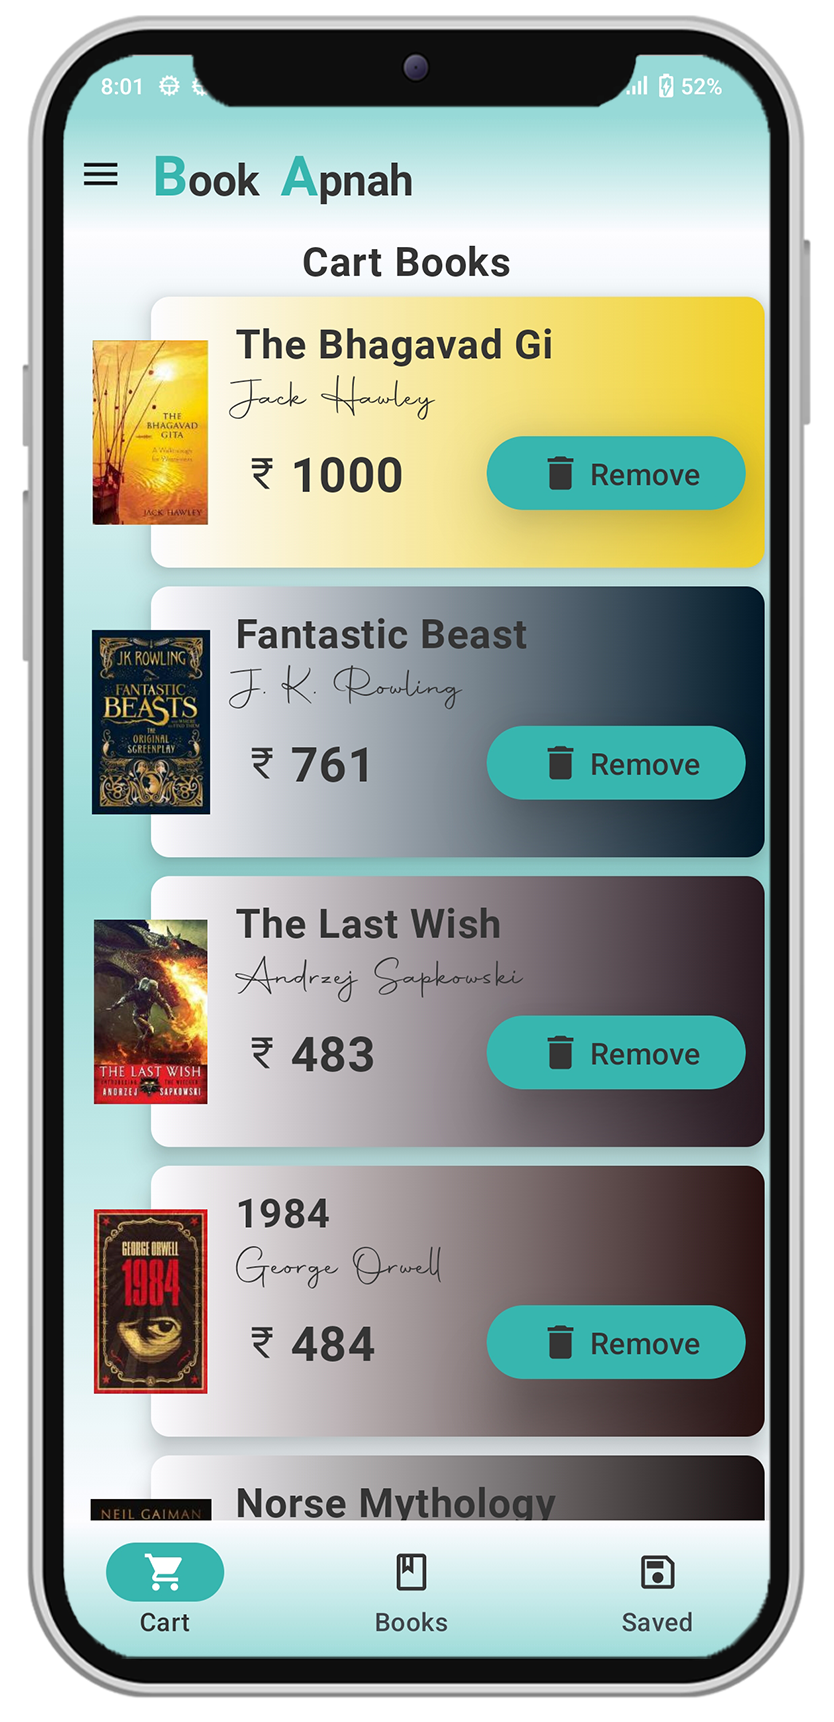 8:01
52%
Book Apnah
Cart Books
The Bhagavad Gi
Jack Hawley
₹ 1000
Remove
THE
BHAGAVAD
GITA
A Walkthrough
for Westerners
JACK HAWLEY
Fantastic Beast
J. K. Rowling
₹ 761
Remove
JK ROWLING
FANTASTIC
BEASTS
AND WHERE
TO FIND THEM
THE
ORIGINAL
SCREENPLAY
The Last Wish
Andrzej Sapkowski
₹ 483
Remove
THE LAST WISH
INTRODUCING THE WITCHER
ANDRZEJ SAPKOWSKI
1984
George Orwell
₹ 484
Remove
GEORGE ORWELL
1984
Norse Mythology
NEIL GAIMAN
Cart
Books
Saved